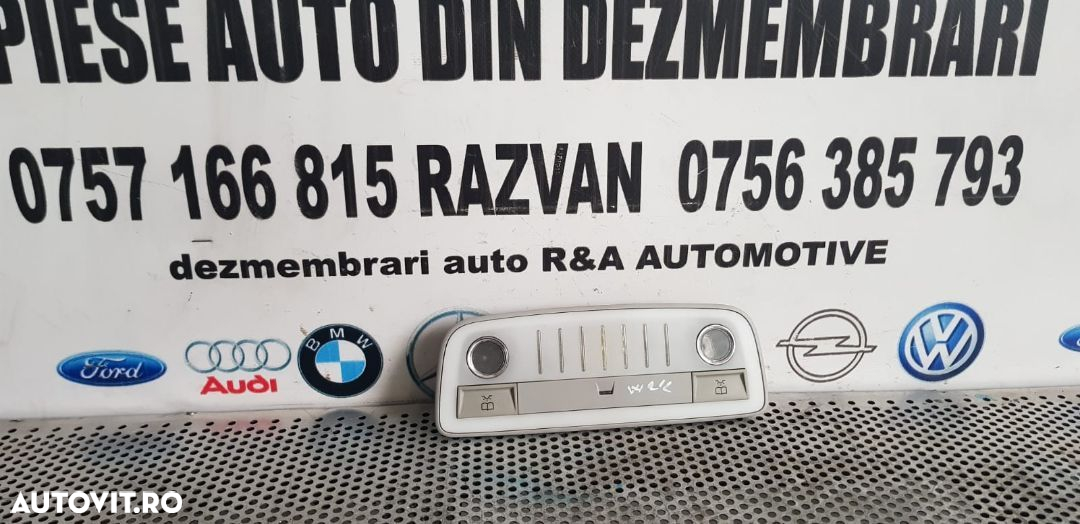 PIESE AUTO DIN DEZMEMBRARI
0757 166 815 RAZVAN 0756 385 793
dezmembrari auto R&A AUTOMOTIVE
Ford
Audi
BMW
AUTOVIT.RO